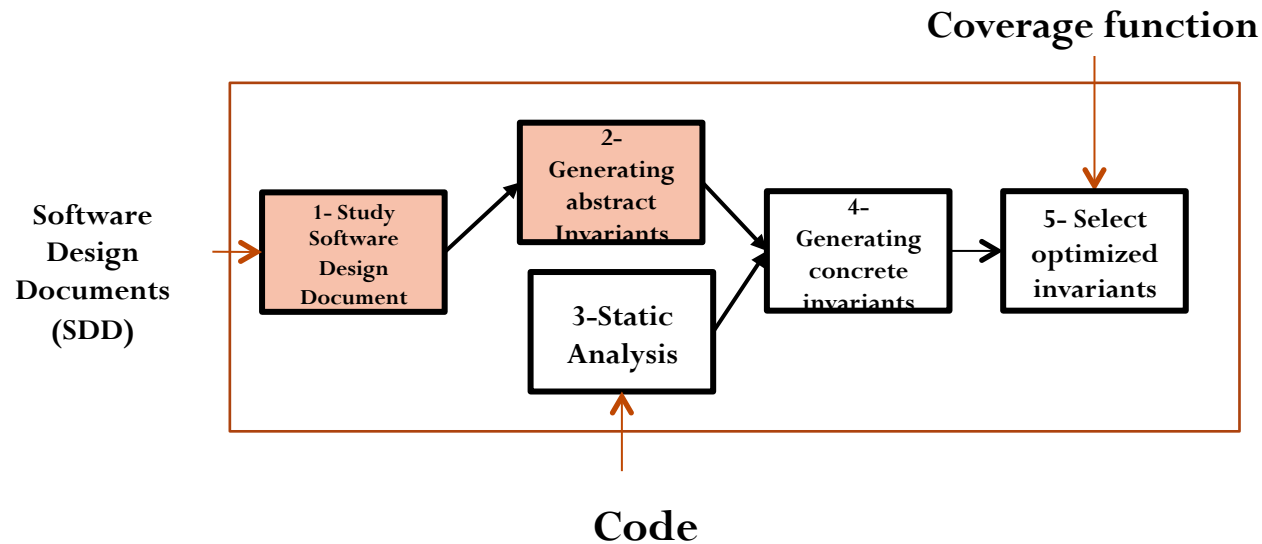 Coverage function
Software
Design
Documents
(SDD)
1- Study
Software
Design
Document
2-
Generating
abstract
Invariants
3-Static
Analysis
4-
Generating
concrete
invariants
5- Select
optimized
invariants
Code